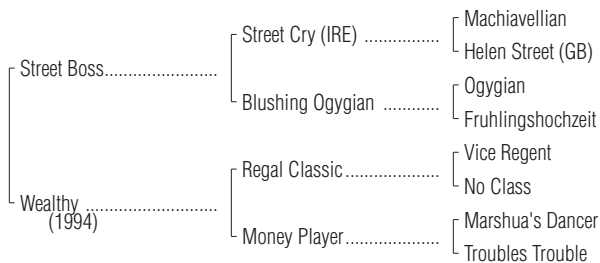 Machiavellian
Street Cry (IRE) ..................
Helen Street (GB)
Street Boss...........................
Ogygian
Blushing Ogygian .............
Fruhlingshochzeit
Vice Regent
Regal Classic......................
No Class
Wealthy ...............................
(1994)
Marshua's Dancer
Money Player......................
Troubles Trouble